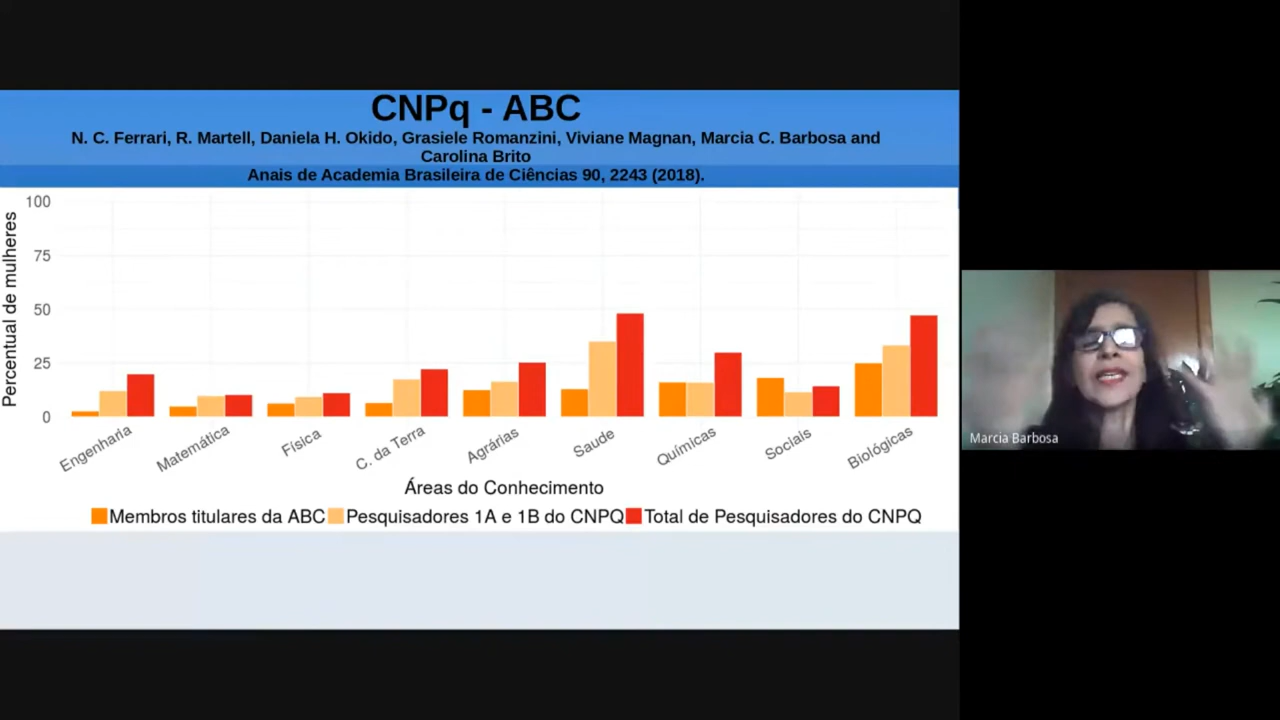 CNPq - ABC
N. C. Ferrari, R. Martell, Daniela H. Okido, Grasiele Romanzini, Viviane Magnan, Marcia C. Barbosa and
Carolina Brito
Anais de Academia Brasileira de Ciências 90, 2243 (2018).
Percentual de mulheres
100
75
50
25
0
Engenharia
Matemática
Física
C. da Terra
Agrárias
Saude
Químicas
Sociais
Biológicas
Áreas do Conhecimento
Membros titulares da ABC Pesquisadores 1A e 1B do CNPQ Total de Pesquisadores do CNPQ
Marcia Barbosa